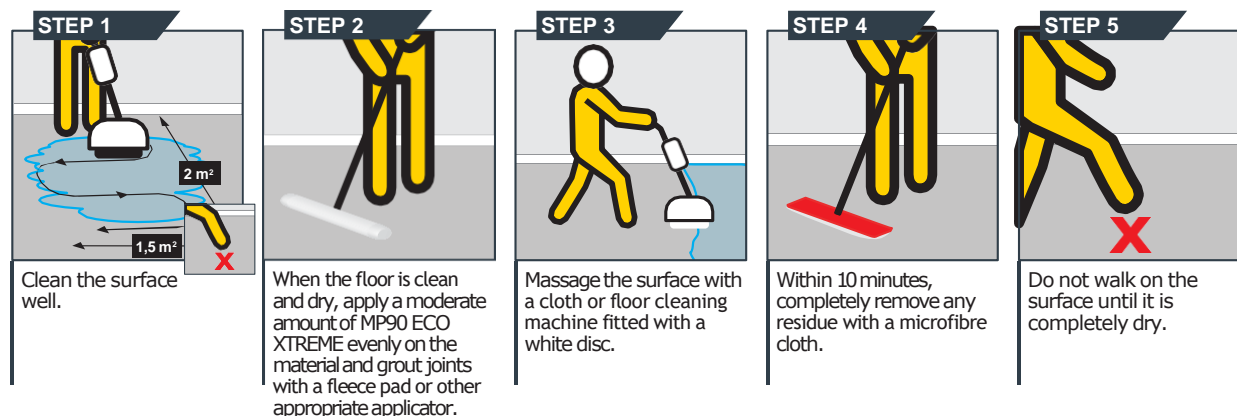 STEP 1
2 m²
1,5 m²
Clean the surface
well.
STEP 2
When the floor is clean
and dry, apply a moderate
amount of MP90 ECO
XTREME evenly on the
material and grout joints
with a fleece pad or other
appropriate applicator.
STEP 3
Massage the surface with
a cloth or floor cleaning
machine fitted with a
white disc.
STEP 4
Within 10 minutes,
completely remove any
residue with a microfibre
cloth.
STEP 5
Do not walk on the
surface until it is
completely dry.